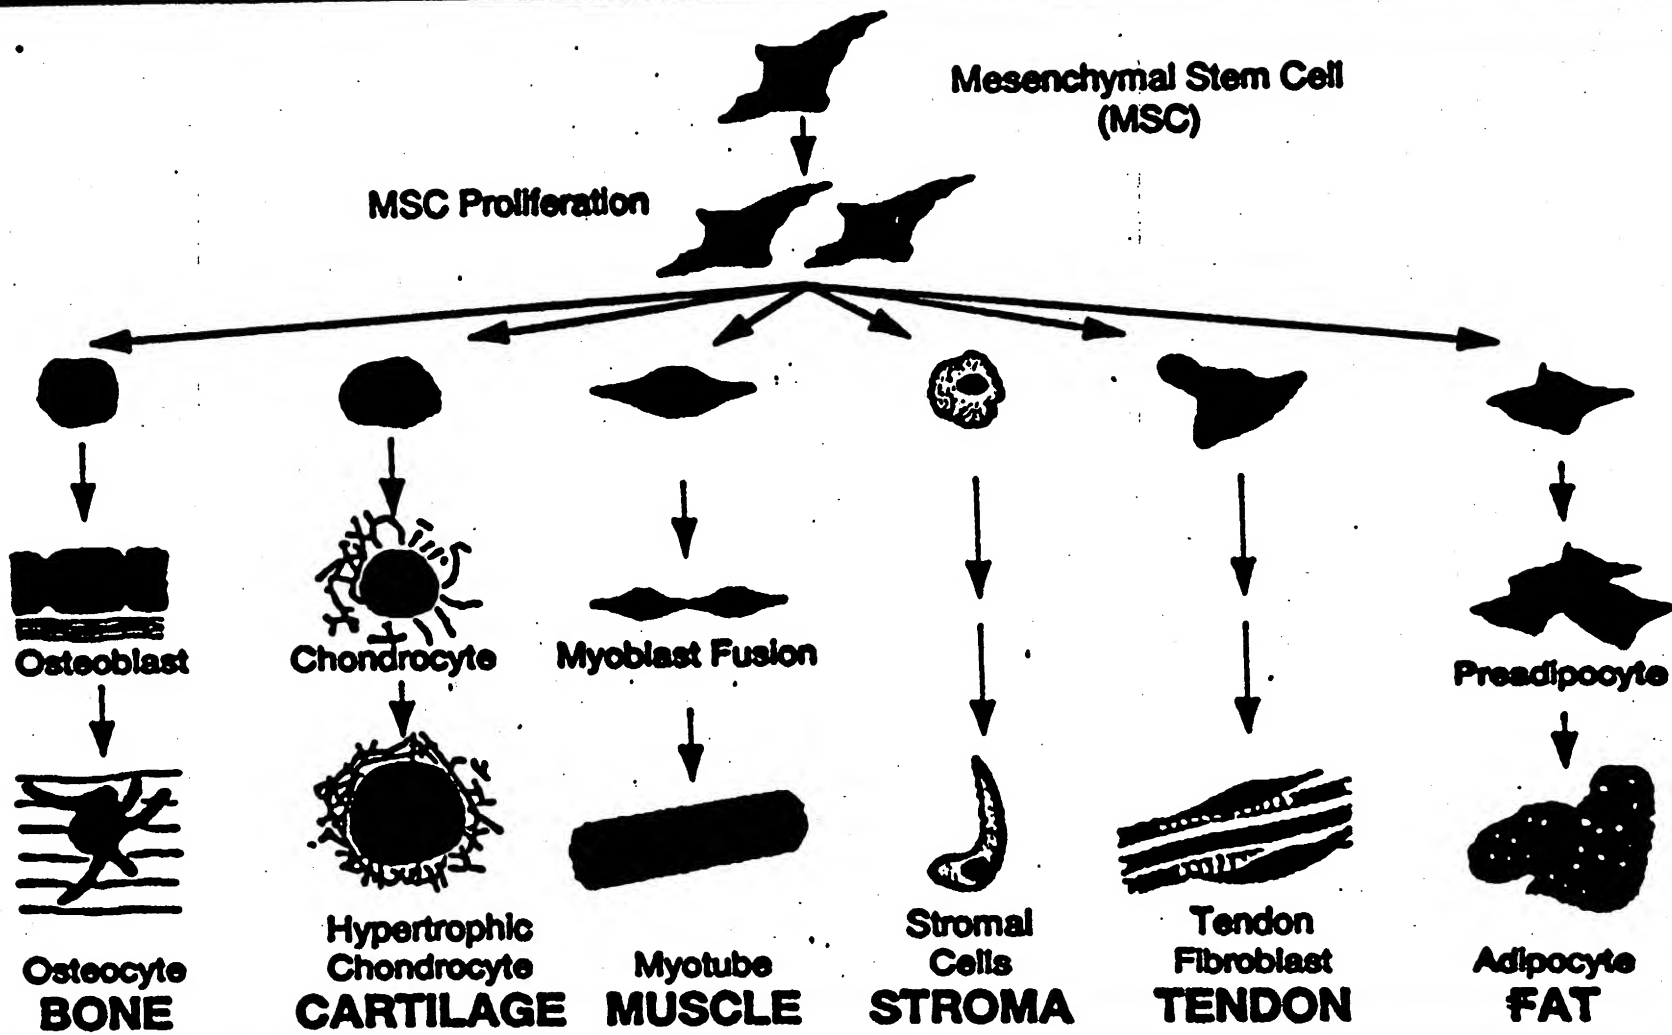 Mesenchymal Stem Cell
(MSC)
MSC Proliferation
Osteoblast
Chondrocyte
Myoblast Fusion
Preadipocyte
Osteocyte
BONE
Hypertrophic
Chondrocyte
CARTILAGE
Myotube
MUSCLE
Stromal
Cells
STROMA
Tendon
Fibroblast
TENDON
Adipocyte
FAT